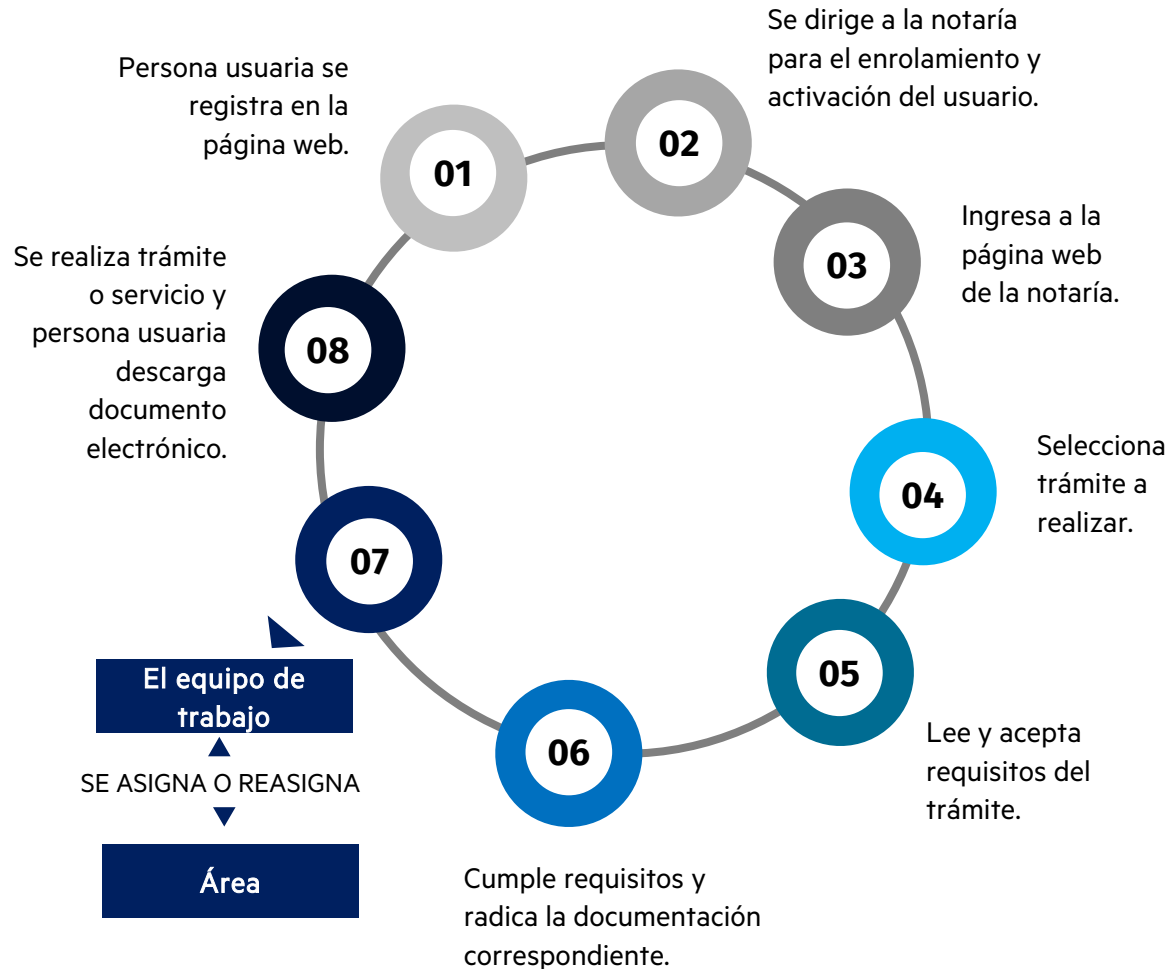 01
Persona usuaria se
registra en la
página web.
02
Se dirige a la notaría
para el enrolamiento y
activación del usuario.
03
Ingresa a la
página web
de la notaría.
04
Selecciona
trámite a
realizar.
05
Lee y acepta
requisitos del
trámite.
06
Cumple requisitos y
radica la documentación
correspondiente.
07
El equipo de
trabajo
SE ASIGNA O REASIGNA
Área
08
Se realiza trámite
o servicio y
persona usuaria
descarga
documento
electrónico.